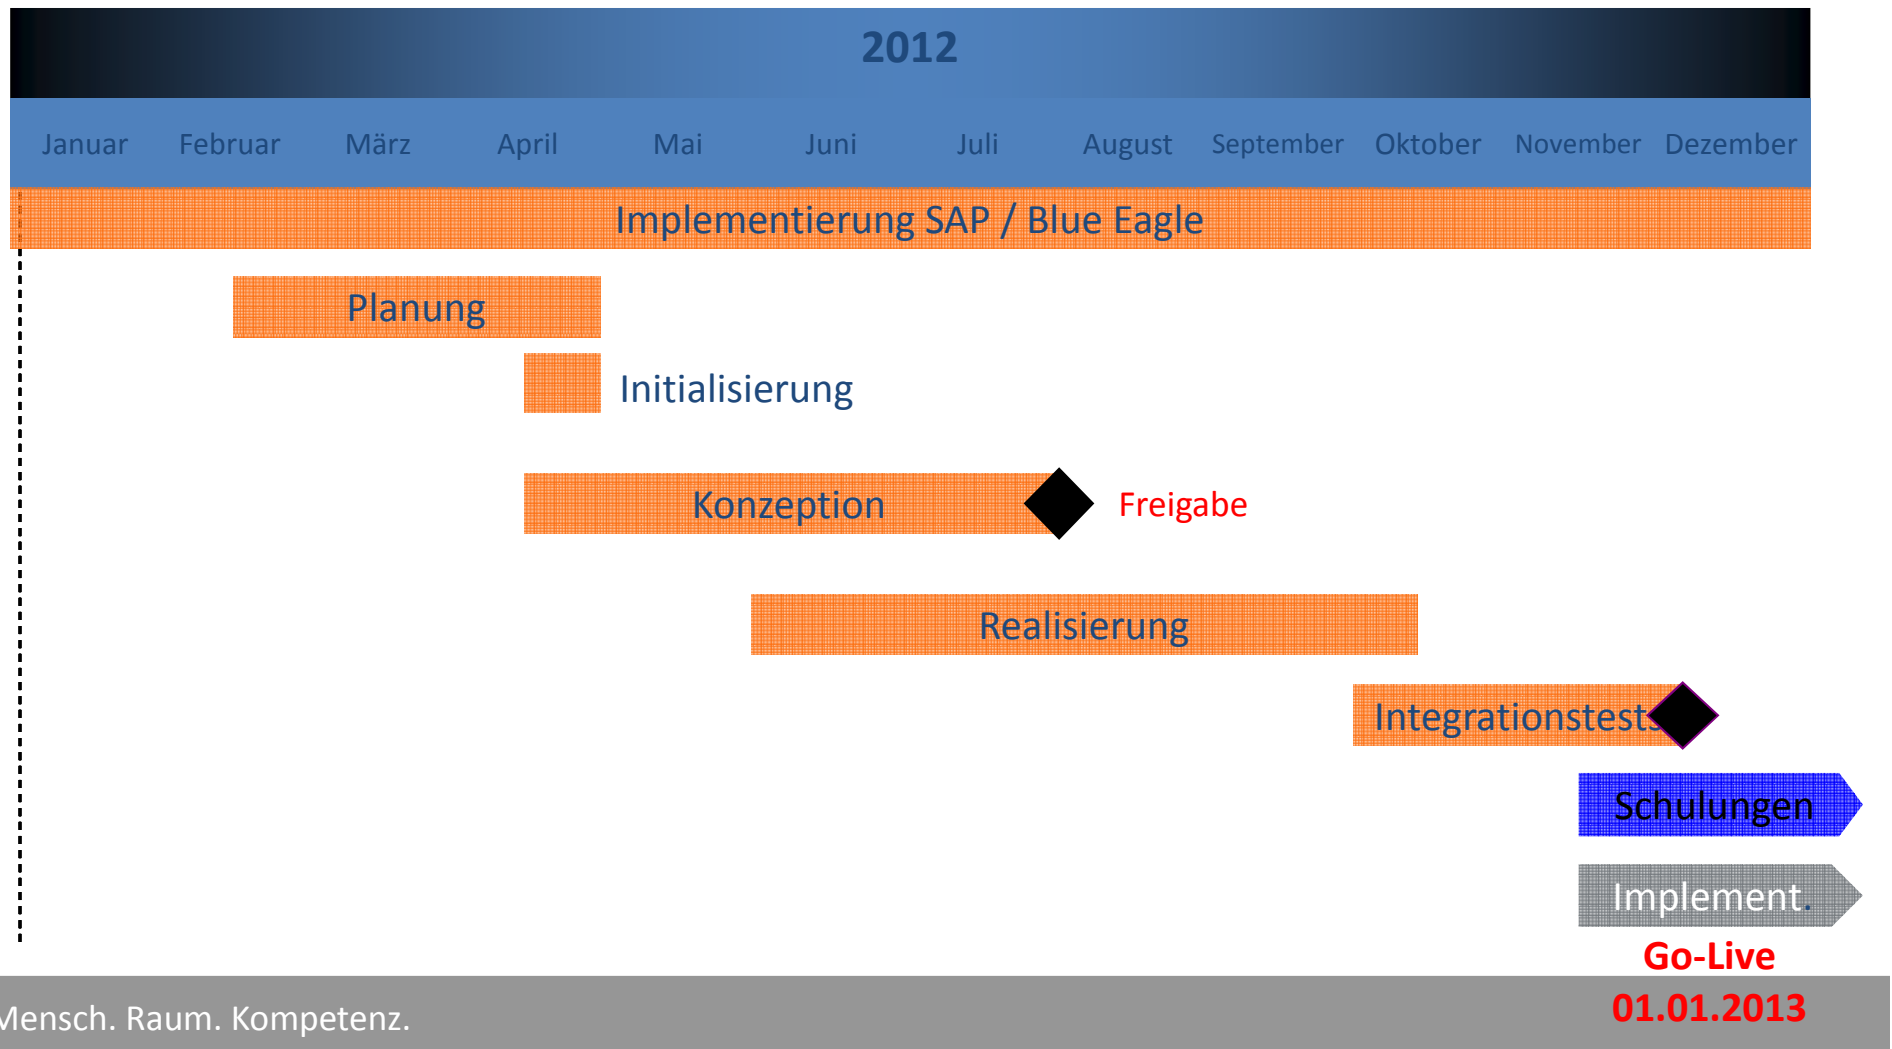 2012
Januar Februar März April Mai Juni Juli August September Oktober November Dezember
Implementierung SAP / Blue Eagle
Planung
Initialisierung
Konzeption
Freigabe
Realisierung
Integrationstests
Schulungen
Implement.
Go-Live
01.01.2013
Mensch. Raum. Kompetenz.